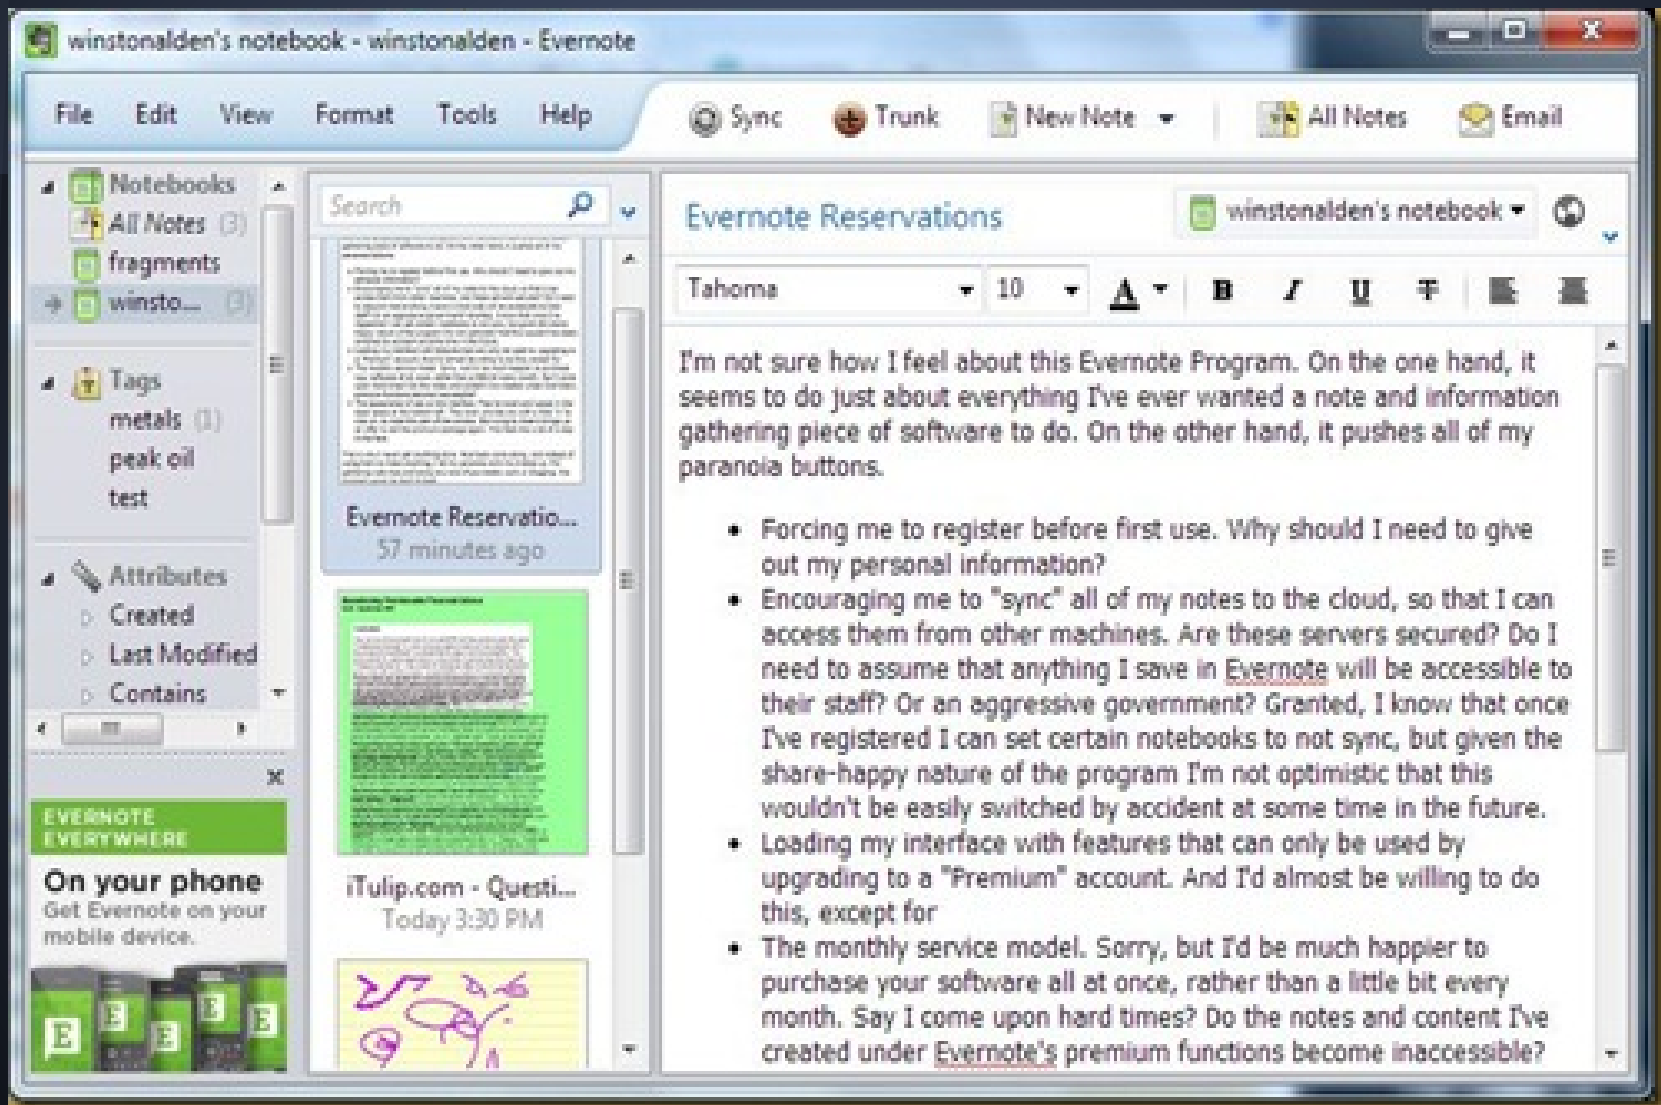 winstonalden's notebook - winstonalden - Evernote
File Edit View Format Tools Help
Sync Trunk New Note All Notes Email
Notebooks
All Notes (3)
fragments
winsto... (3)
Tags
metals (1)
peak oil
test
Attributes
Created
Last Modified
Contains
EVERNOTE
EVERYWHERE
On your phone
Get Evernote on your
mobile device.
Search
Evernote Reservatio...
57 minutes ago
iTulip.com - Questi...
Today 3:30 PM
Evernote Reservations
winstonalden's notebook
Tahoma 10 A B I U T
I'm not sure how I feel about this Evernote Program. On the one hand, it
seems to do just about everything I've ever wanted a note and information
gathering piece of software to do. On the other hand, it pushes all of my
paranoia buttons.
• Forcing me to register before first use. Why should I need to give
out my personal information?
• Encouraging me to "sync" all of my notes to the cloud, so that I can
access them from other machines. Are these servers secured? Do I
need to assume that anything I save in Evernote will be accessible to
their staff? Or an aggressive government? Granted, I know that once
I've registered I can set certain notebooks to not sync, but given the
share-happy nature of the program I'm not optimistic that this
wouldn't be easily switched by accident at some time in the future.
• Loading my interface with features that can only be used by
upgrading to a "Premium" account. And I'd almost be willing to do
this, except for
• The monthly service model. Sorry, but I'd be much happier to
purchase your software all at once, rather than a little bit every
month. Say I come upon hard times? Do the notes and content I've
created under Evernote's premium functions become inaccessible?